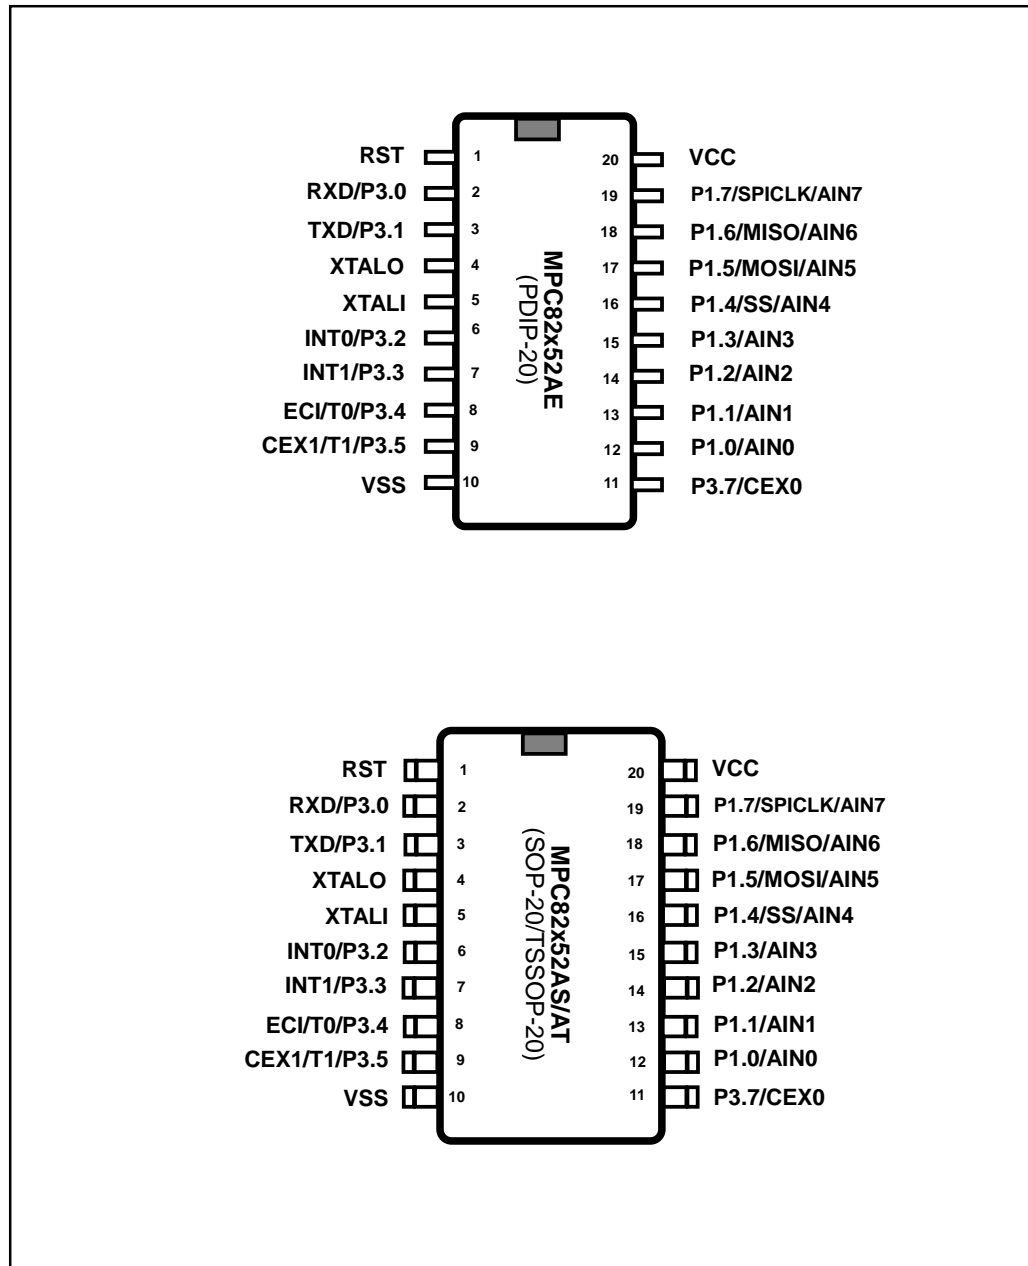 RST 1 20 VCC
RXD/P3.0 2 19 P1.7/SPICLK/AIN7
TXD/P3.1 3 18 P1.6/MISO/AIN6
XTALO 4 17 P1.5/MOSI/AIN5
XTALI 5 16 P1.4/SS/AIN4
INT0/P3.2 6 15 P1.3/AIN3
INT1/P3.3 7 14 P1.2/AIN2
ECI/T0/P3.4 8 13 P1.1/AIN1
CEX1/T1/P3.5 9 12 P1.0/AIN0
VSS 10 11 P3.7/CEX0
MPC82x52AE
(PDIP-20)
RST 1 20 VCC
RXD/P3.0 2 19 P1.7/SPICLK/AIN7
TXD/P3.1 3 18 P1.6/MISO/AIN6
XTALO 4 17 P1.5/MOSI/AIN5
XTALI 5 16 P1.4/SS/AIN4
INT0/P3.2 6 15 P1.3/AIN3
INT1/P3.3 7 14 P1.2/AIN2
ECI/T0/P3.4 8 13 P1.1/AIN1
CEX1/T1/P3.5 9 12 P1.0/AIN0
VSS 10 11 P3.7/CEX0
MPC82x52AS/AT
(SOP-20/TSSOP-20)